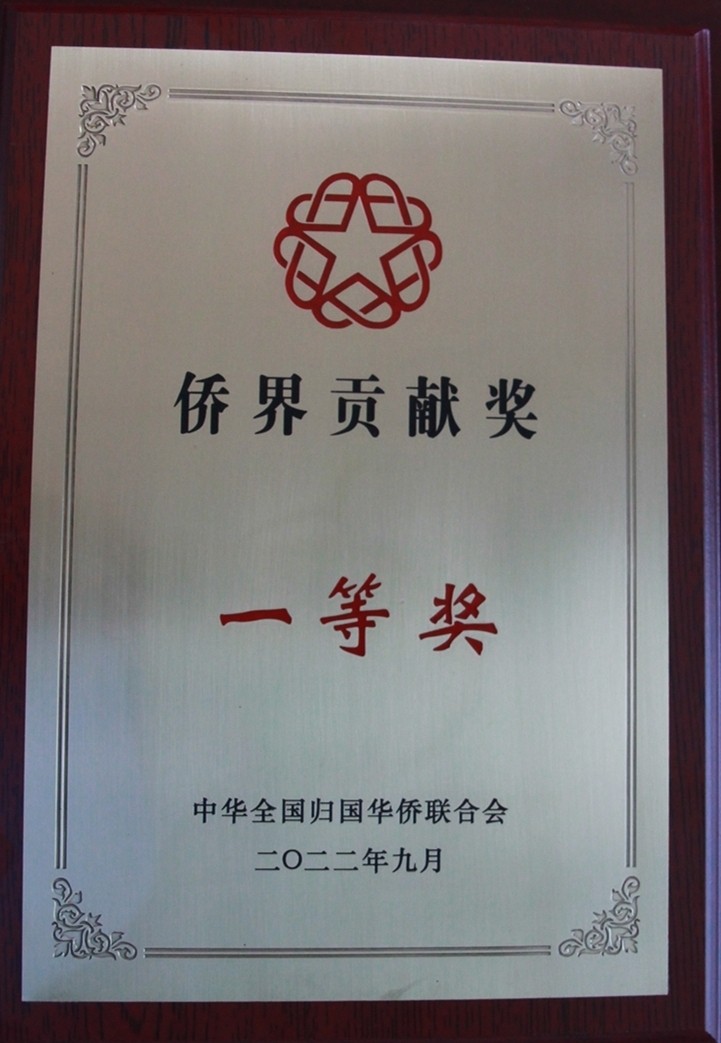 侨界贡献奖
一等奖
中华全国归国华侨联合会
二〇二二年九月